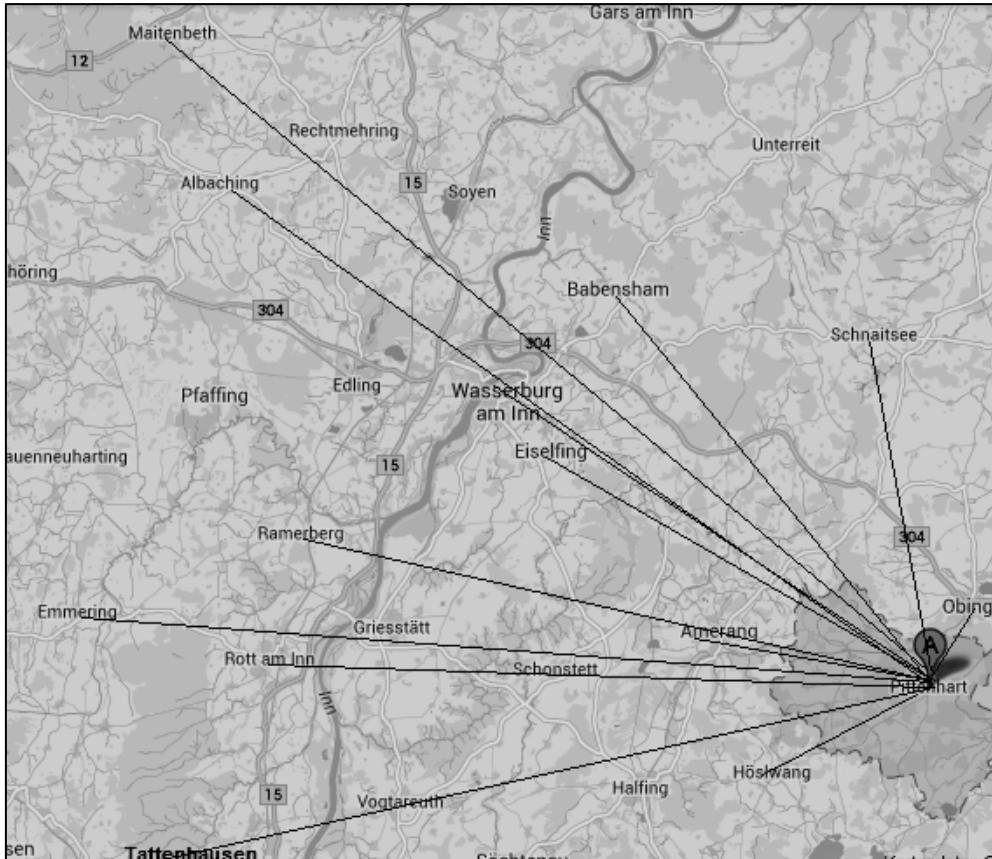 Gars am Inn
Maitenbeth
12
Rechtmehring
Unterreit
Albaching
15
Soyen
Inn
höring
Babensham
304
Schnaitsee
304
Edling
Wasserburg
am Inn
Pfaffing
Eiselfing
auenneuharting
15
Ramerberg
304
Emmering
Obing
Griesstätt
Amerang
A
Rott am Inn
Schonstett
Pittenhart
Inn
Höslwang
Halfing
15
Vogtareuth
sen
Tattenhausen
Söchtenau